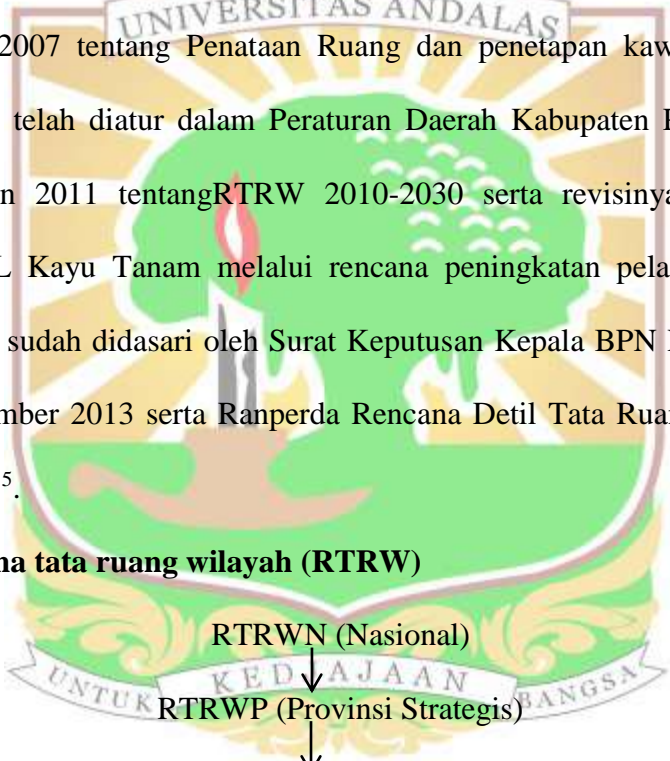 UNIVERSITAS ANDALAS
2007 tentang Penataan Ruang dan penetapan kaw
telah diatur dalam Peraturan Daerah Kabupaten
n 2011 tentangRTRW 2010-2030 serta revisinya
L Kayu Tanam melalui rencana peningkatan pela
sudah didasari oleh Surat Keputusan Kepala BPN
mber 2013 serta Ranperda Rencana Detil Tata Rua
5.
na tata ruang wilayah (RTRW)
RTRWN (Nasional)
UNTUK KEDJAJAAN BANGSA
RTRWP (Provinsi Strategis)